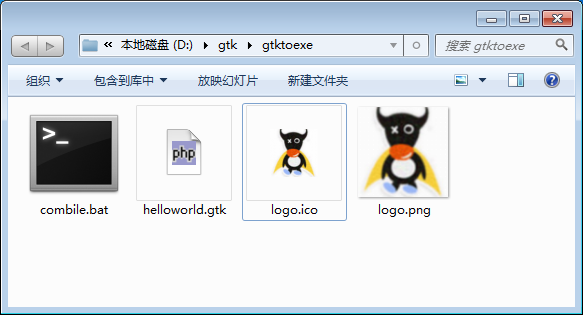 « 本地磁盘 (D:) ▸ gtk ▸ gtktoexe
搜索 gtktoexe
组织 包含到库中 放映幻灯片 新建文件夹
>_
php
combile.bat helloworld.gtk logo.ico logo.png